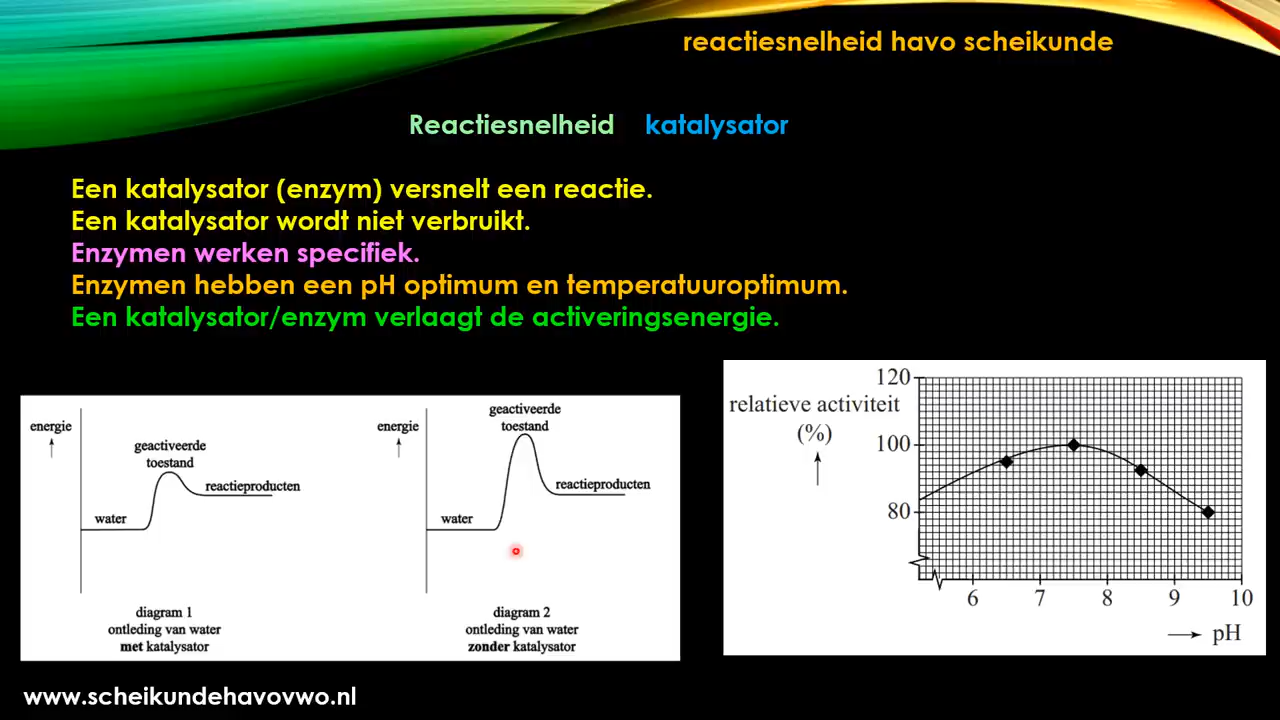 reactiesnelheid havo scheikunde
Reactiesnelheid katalysator
Een katalysator (enzym) versnelt een reactie.
Een katalysator wordt niet verbruikt.
Enzymen werken specifiek.
Enzymen hebben een pH optimum en temperatuuroptimum.
Een katalysator/enzym verlaagt de activeringsenergie.
energie
geactiveerde
toestand
reactieproducten
water
diagram 1
ontleding van water
met katalysator
energie
geactiveerde
toestand
reactieproducten
water
diagram 2
ontleding van water
zonder katalysator
relatieve activiteit
(%)
120
100
80
6 7 8 9 10
pH
www.scheikundehavovwo.nl